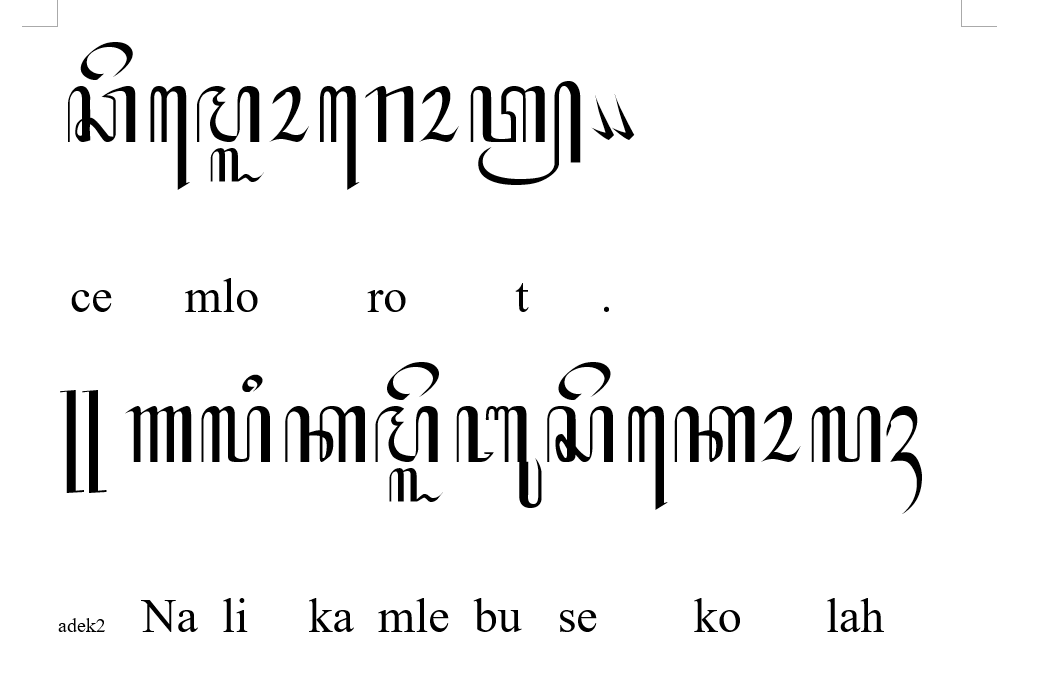 ꦕꦼꦩ꧀ꦭꦺꦴꦫꦺꦴꦠ꧀꧉
ce mlo ro t .
꧋ꦤꦭꦶꦏꦩ꧀ꦭꦼꦧꦸꦱꦼꦏꦺꦴꦭꦃ
adek2 Na li ka mle bu se ko lah